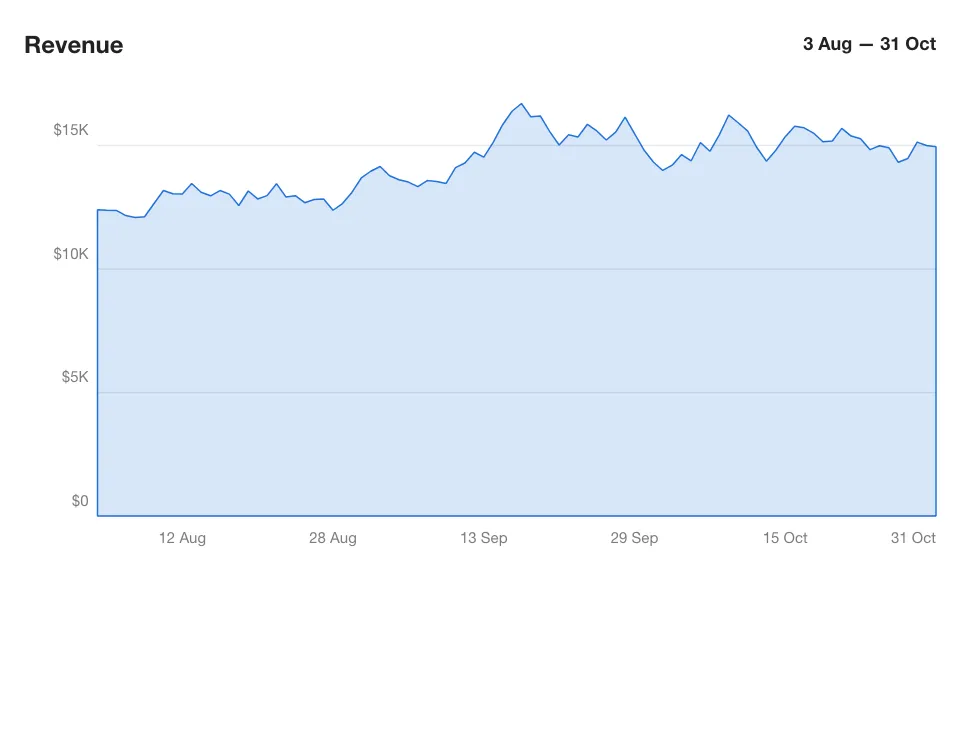 Revenue
3 Aug — 31 Oct
$15K
$10K
$5K
$0
12 Aug
28 Aug
13 Sep
29 Sep
15 Oct
31 Oct